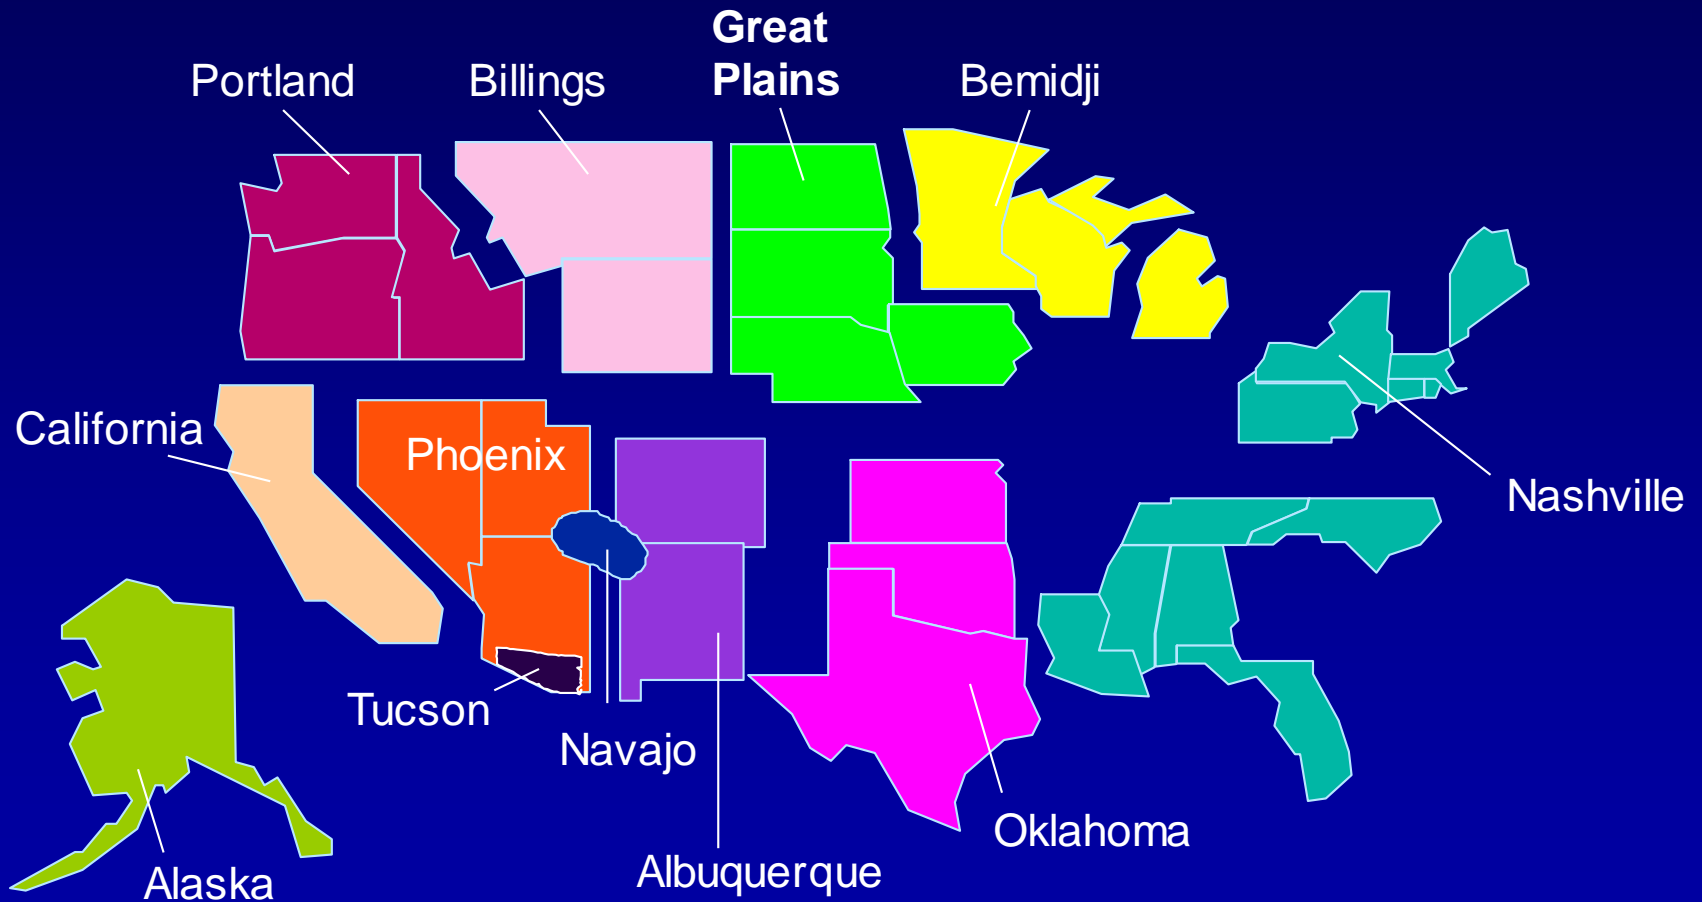 Great
Plains
Portland
Billings
Bemidji
California
Phoenix
Nashville
Tucson
Navajo
Oklahoma
Albuquerque
Alaska